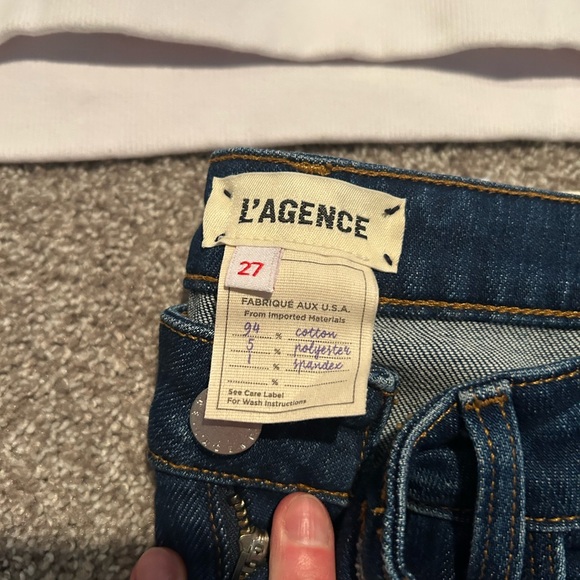 L'AGENCE
27
FABRIQUÉ AUX U.S.A.
From Imported Materials
94 % cotton
5 % polyester
1 % spandex
%
See Care Label
For Wash Instructions